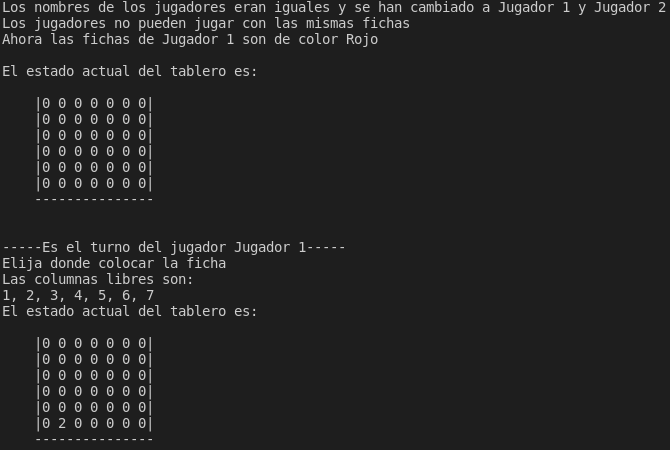 Los nombres de los jugadores eran iguales y se han cambiado a Jugador 1 y Jugador 2
Los jugadores no pueden jugar con las mismas fichas
Ahora las fichas de Jugador 1 son de color Rojo
El estado actual del tablero es:
|0 0 0 0 0 0 0|
|0 0 0 0 0 0 0|
|0 0 0 0 0 0 0|
|0 0 0 0 0 0 0|
|0 0 0 0 0 0 0|
|0 0 0 0 0 0 0|
---------------
-----Es el turno del jugador Jugador 1-----
Elija donde colocar la ficha
Las columnas libres son:
1, 2, 3, 4, 5, 6, 7
El estado actual del tablero es:
|0 0 0 0 0 0 0|
|0 0 0 0 0 0 0|
|0 0 0 0 0 0 0|
|0 0 0 0 0 0 0|
|0 0 0 0 0 0 0|
|0 2 0 0 0 0 0|
---------------